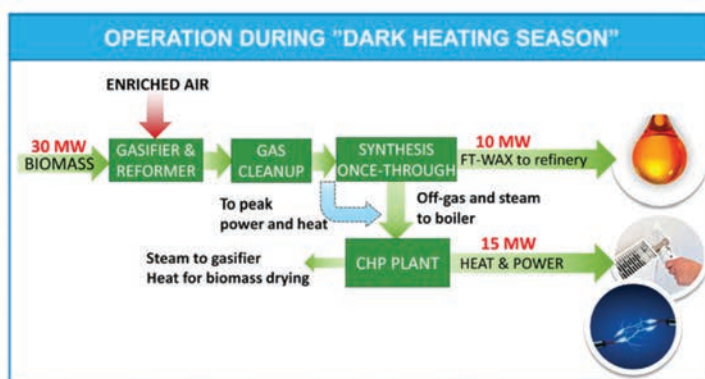 OPERATION DURING "DARK HEATING SEASON"
ENRICHED AIR
30 MW
BIOMASS
GASIFIER &
REFORMER
GAS
CLEANUP
SYNTHESIS
ONCE-THROUGH
10 MW
FT-WAX to refinery
To peak
power and heat
Off-gas and steam
to boiler
Steam to gasifier
Heat for biomass drying
CHP PLANT
15 MW
HEAT & POWER